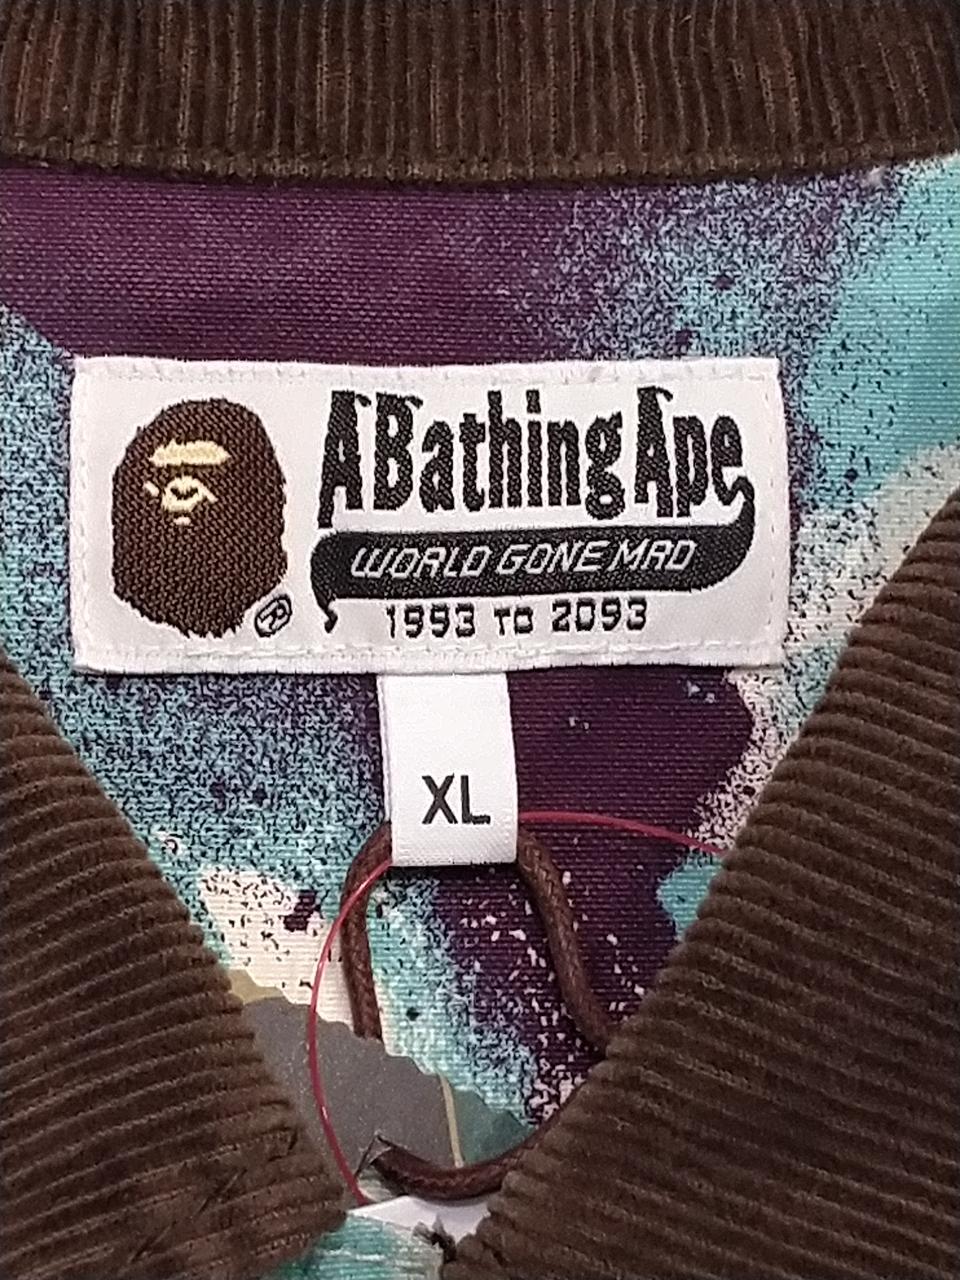 A Bathing Ape
WORLD GONE MAD
1993 TO 2093
®
XL